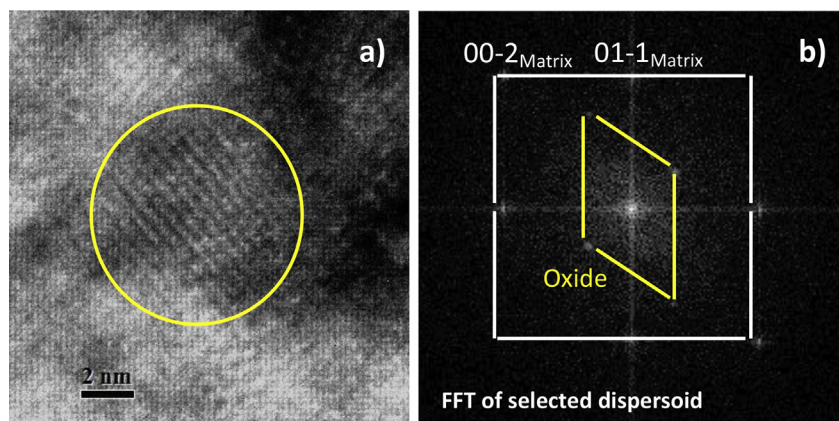 a)
2 nm
b)
00-2Matrix 01-1Matrix
Oxide
FFT of selected dispersoid